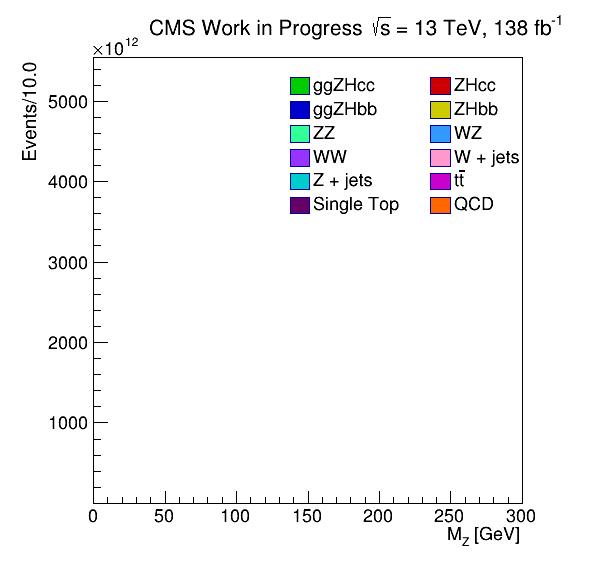 CMS Work in Progress √s = 13 TeV, 138 fb⁻¹
×10¹²
Events/10.0
ggZHcc ZHcc
ggZHbb ZHbb
ZZ WZ
WW W + jets
Z + jets tt̄
Single Top QCD
5000
4000
3000
2000
1000
0 50 100 150 200 250 300
M_Z [GeV]